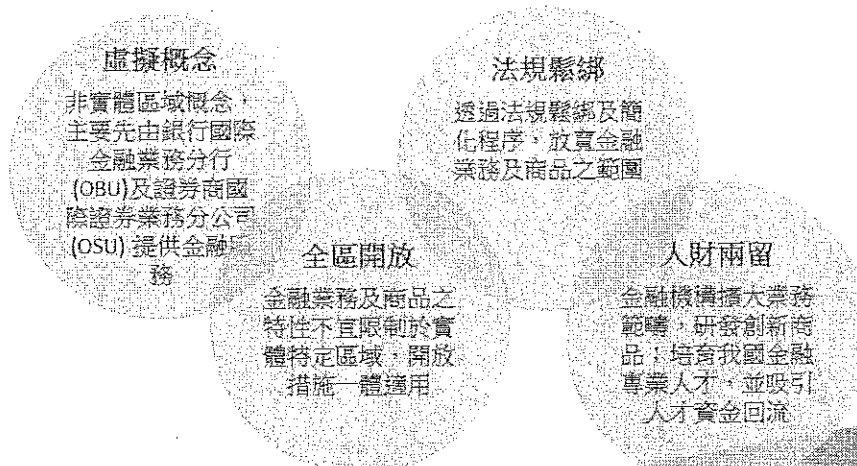 虛擬概念
非實體區域概念，
主要先由銀行國際
金融業務分行
(OBU)及證券商國
際證券業務分公司
(OSU) 提供金融服
務
全區開放
金融業務及商品之
特性不宜限制於實
體特定區域，開放
措施一體適用
法規鬆綁
透過法規鬆綁及簡
化程序，放寬金融
業務及商品之範圍
人財兩留
金融機構擴大業務
範疇，研發創新商
品；培育我國金融
專業人才，並吸引
人才資金回流